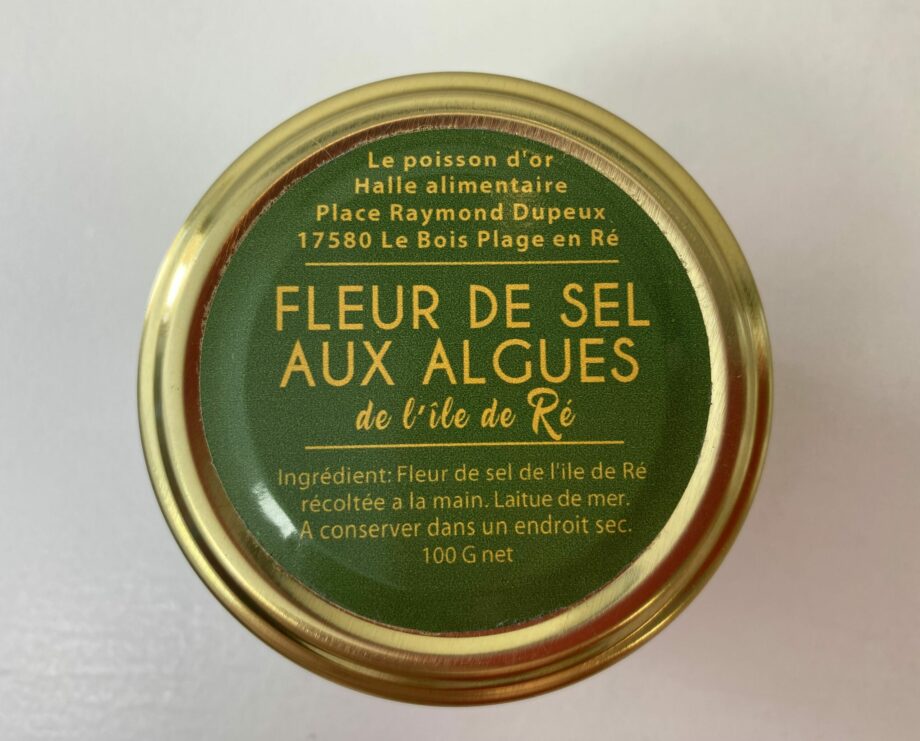 Le poisson d'or
Halle alimentaire
Place Raymond Dupeux
17580 Le Bois Plage en Ré
FLEUR DE SEL
AUX ALGUES
de l'île de Ré
Ingrédient: Fleur de sel de l'ile de Ré
récoltée a la main. Laitue de mer.
A conserver dans un endroit sec.
100 G net